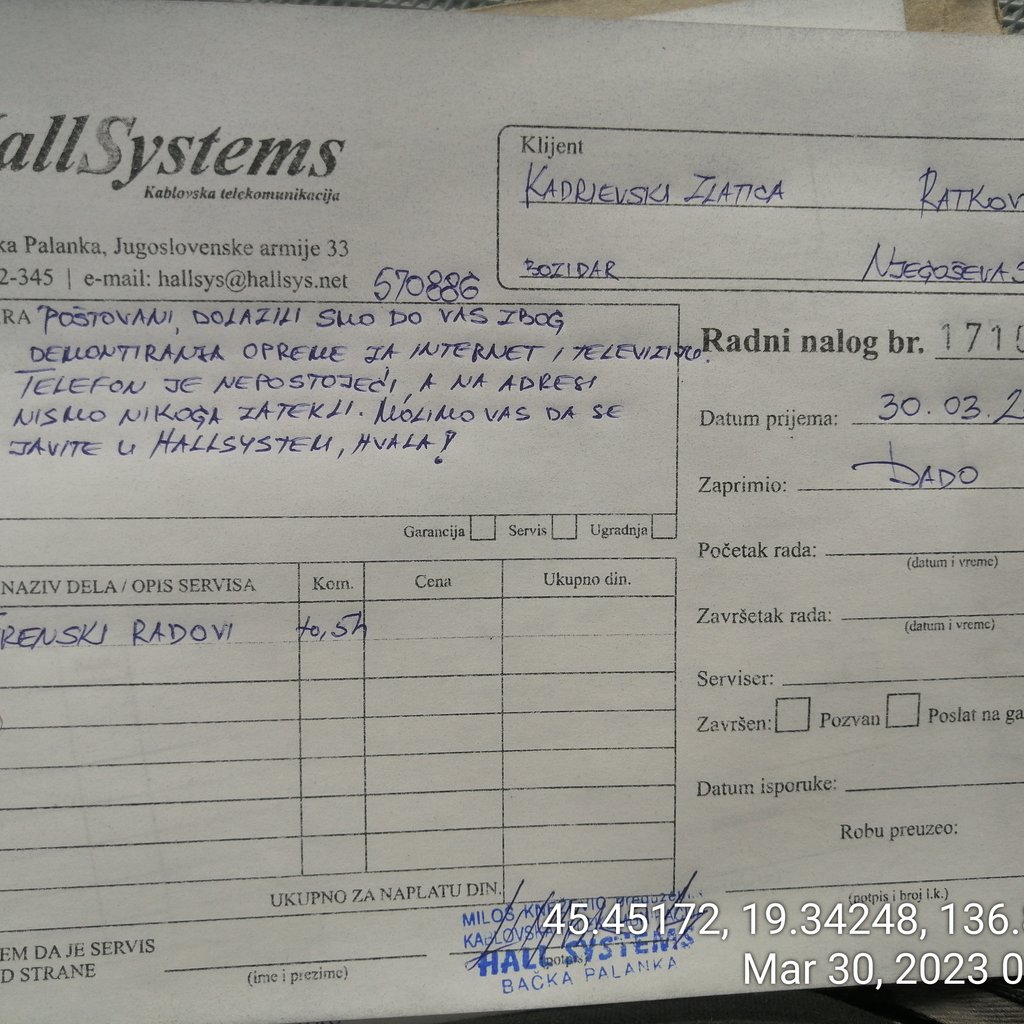 HallSystems
Kablovska telekomunikacija
ka Palanka, Jugoslovenske armije 33
2-345 | e-mail: hallsys@hallsys.net
570886
Klijent
KADRIEVSKI ZLATICA RATKOV
BOZIDAR NJEGOŠEVA
RA POŠTOVANI, DOLAZILI SMO DO VAS ZBOG
DEMONTIRANJA OPREME ZA INTERNET I TELEVIZIJU.
TELEFON JE NEPOSTOJEĆI, A NA ADRESI
NISMO NIKOGA ZATEKLI. MOLIMO VAS DA SE
JAVITE U HALLSYSTEM, HVALA!
Garancija Servis Ugradnja
Radni nalog br. 1710
Datum prijema: 30.03.2
Zaprimio: DADO
Početak rada:
(datum i vreme)
Završetak rada:
(datum i vreme)
Serviser:
Završen: Pozvan Poslat na ga
Datum isporuke:
Robu preuzeo:
(potpis i broj l.k.)
NAZIV DELA / OPIS SERVISA Kom. Cena Ukupno din.
RENSKI RADOVI 0,5h
UKUPNO ZA NAPLATU DIN.
EM DA JE SERVIS
D STRANE
(ime i prezime)
(potpis)
MILOŠ
HALL SYSTEMS
BAČKA PALANKA
45.45172, 19.34248, 136.
Mar 30, 2023 0